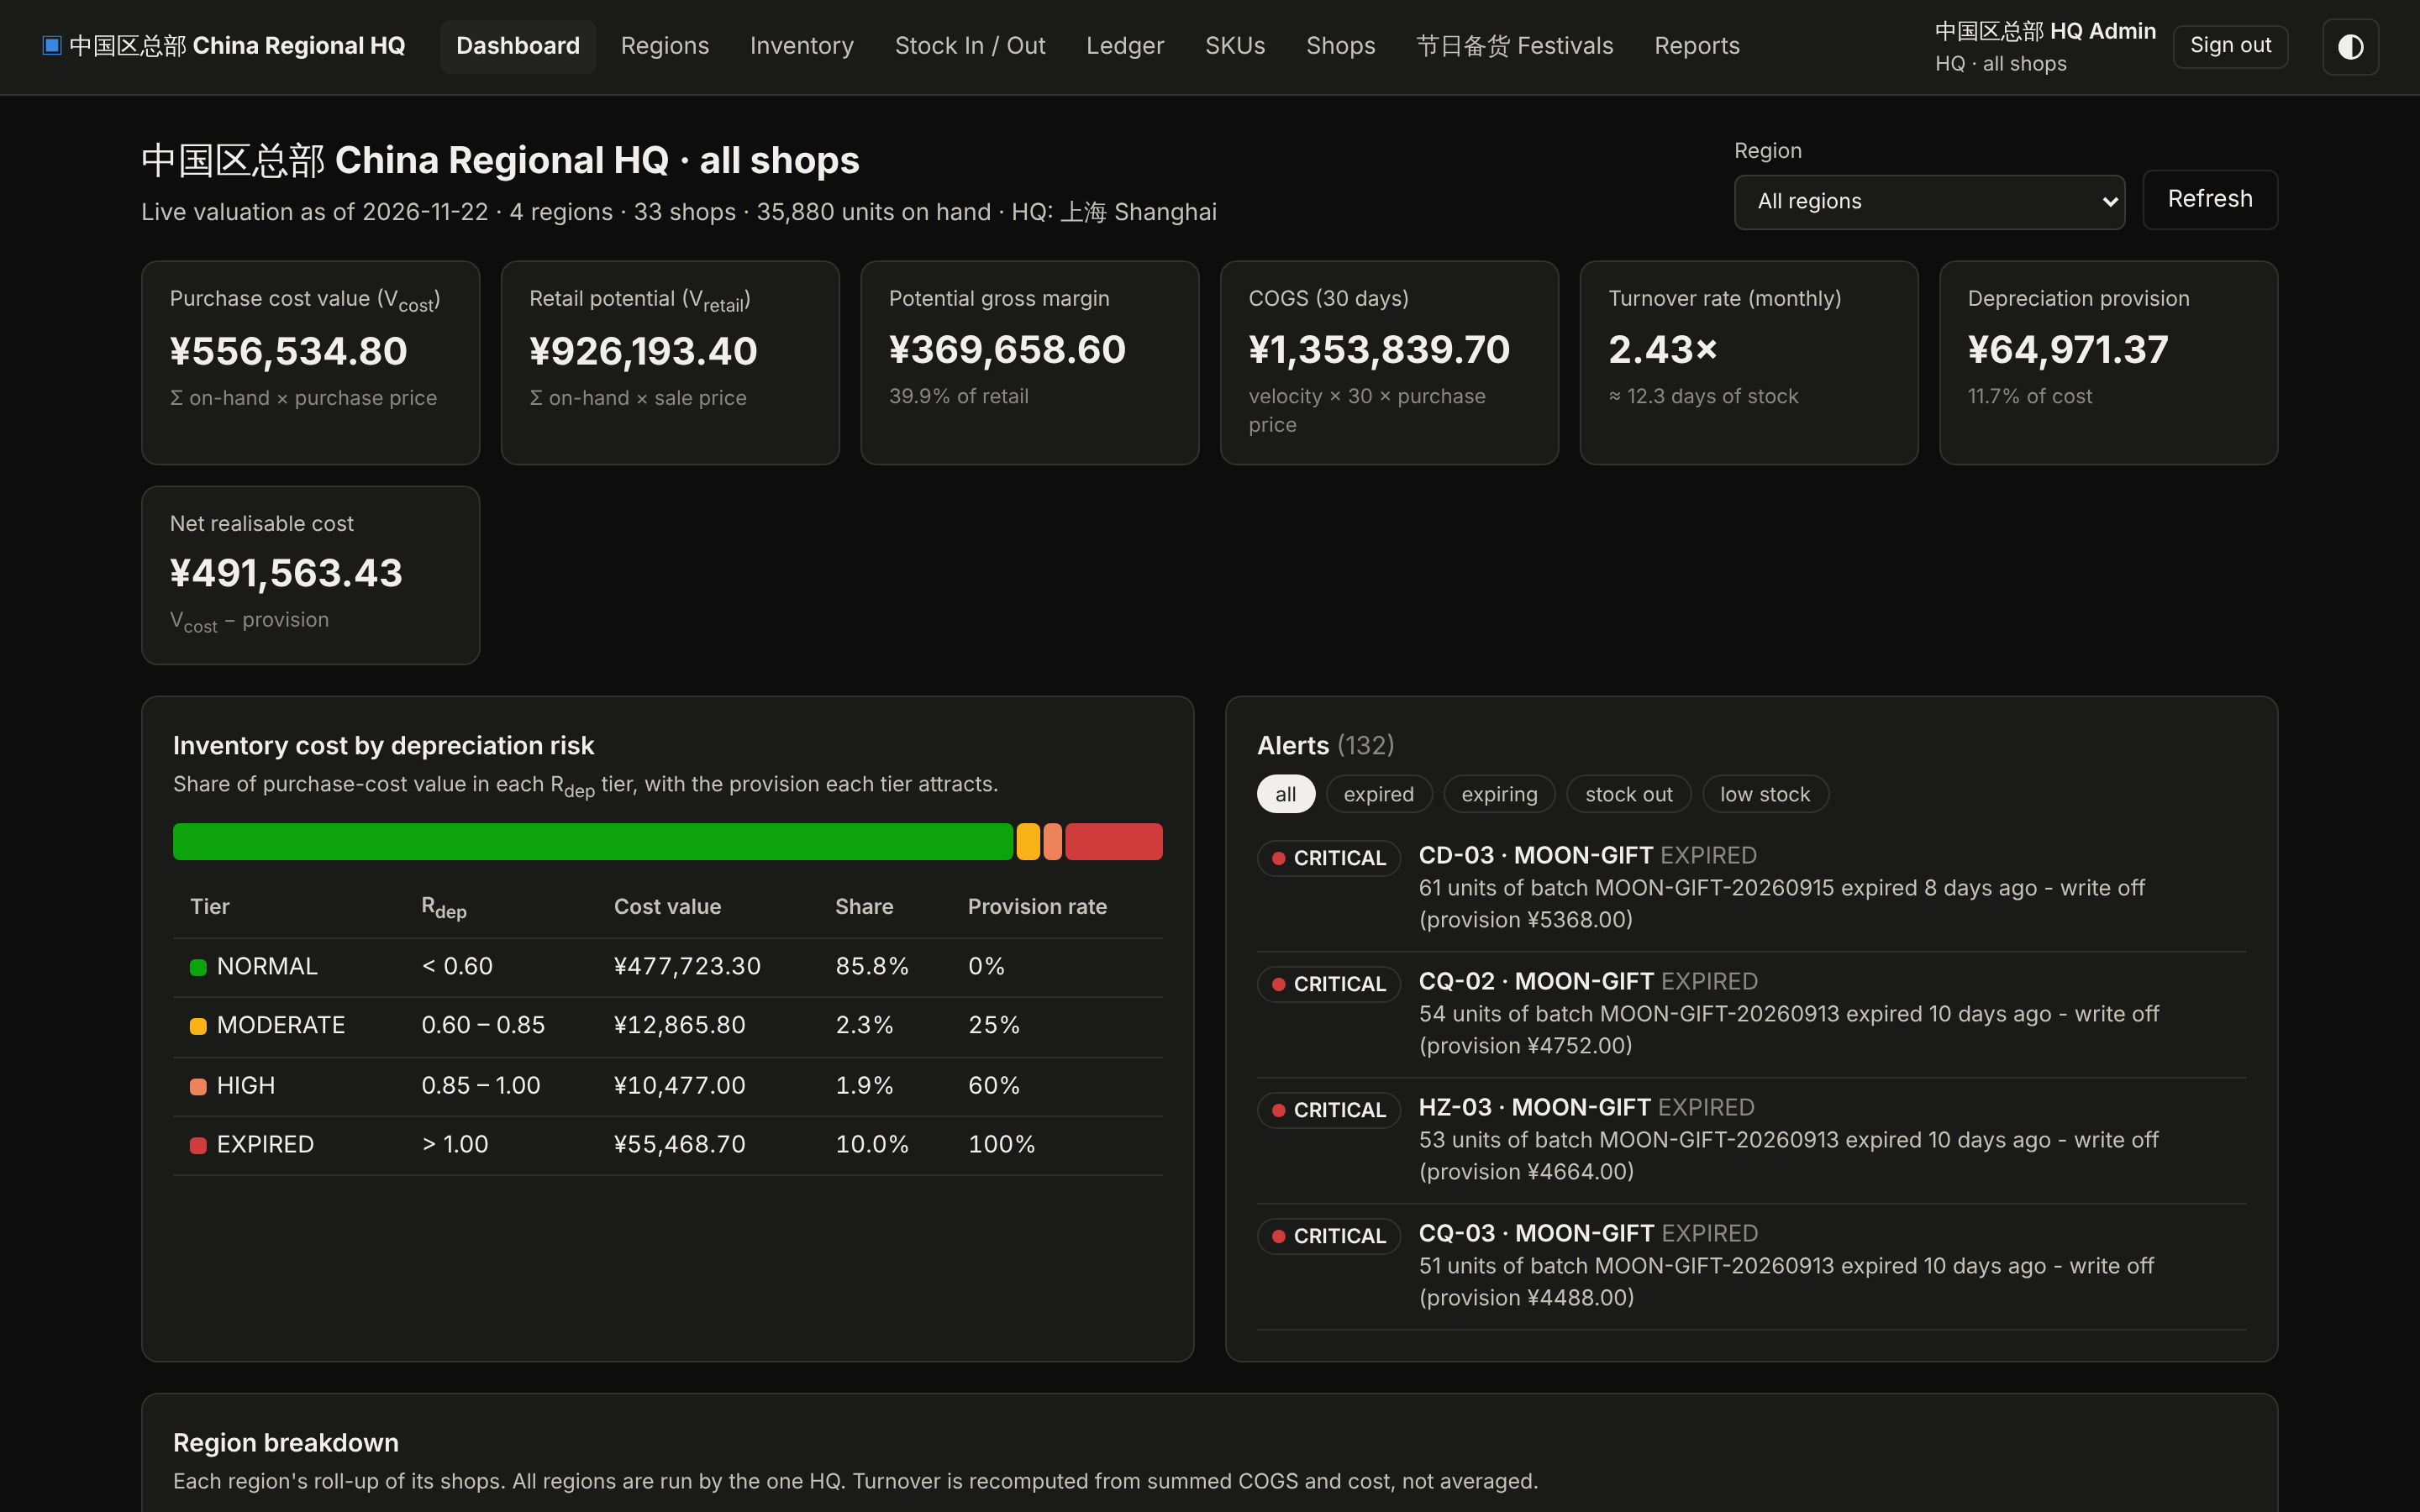 中国区总部 China Regional HQ
Dashboard
Regions
Inventory
Stock In / Out
Ledger
SKUs
Shops
节日备货 Festivals
Reports
中国区总部 HQ Admin
HQ · all shops
Sign out
中国区总部 China Regional HQ · all shops
Live valuation as of 2026-11-22 · 4 regions · 33 shops · 35,880 units on hand · HQ: 上海 Shanghai
Region
All regions
Refresh
Purchase cost value (Vcost)
¥556,534.80
Σ on-hand × purchase price
Retail potential (Vretail)
¥926,193.40
Σ on-hand × sale price
Potential gross margin
¥369,658.60
39.9% of retail
COGS (30 days)
¥1,353,839.70
velocity × 30 × purchase
price
Turnover rate (monthly)
2.43×
≈ 12.3 days of stock
Depreciation provision
¥64,971.37
11.7% of cost
Net realisable cost
¥491,563.43
Vcost − provision
Inventory cost by depreciation risk
Share of purchase-cost value in each Rdep tier, with the provision each tier attracts.
Tier Rdep Cost value Share Provision rate
NORMAL < 0.60 ¥477,723.30 85.8% 0%
MODERATE 0.60 – 0.85 ¥12,865.80 2.3% 25%
HIGH 0.85 – 1.00 ¥10,477.00 1.9% 60%
EXPIRED > 1.00 ¥55,468.70 10.0% 100%
Alerts (132)
all expired expiring stock out low stock
CRITICAL CD-03 · MOON-GIFT EXPIRED
61 units of batch MOON-GIFT-20260915 expired 8 days ago - write off
(provision ¥5368.00)
CRITICAL CQ-02 · MOON-GIFT EXPIRED
54 units of batch MOON-GIFT-20260913 expired 10 days ago - write off
(provision ¥4752.00)
CRITICAL HZ-03 · MOON-GIFT EXPIRED
53 units of batch MOON-GIFT-20260913 expired 10 days ago - write off
(provision ¥4664.00)
CRITICAL CQ-03 · MOON-GIFT EXPIRED
51 units of batch MOON-GIFT-20260913 expired 10 days ago - write off
(provision ¥4488.00)
Region breakdown
Each region's roll-up of its shops. All regions are run by the one HQ. Turnover is recomputed from summed COGS and cost, not averaged.